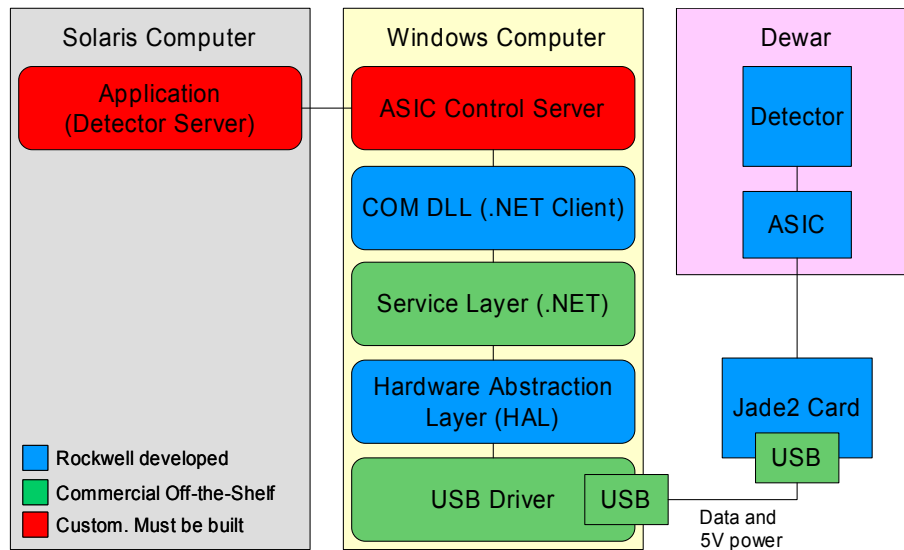 Solaris Computer
Application
(Detector Server)
Rockwell developed
Commercial Off-the-Shelf
Custom. Must be built
Windows Computer
ASIC Control Server
COM DLL (.NET Client)
Service Layer (.NET)
Hardware Abstraction
Layer (HAL)
USB Driver
USB
Data and
5V power
Dewar
Detector
ASIC
Jade2 Card
USB